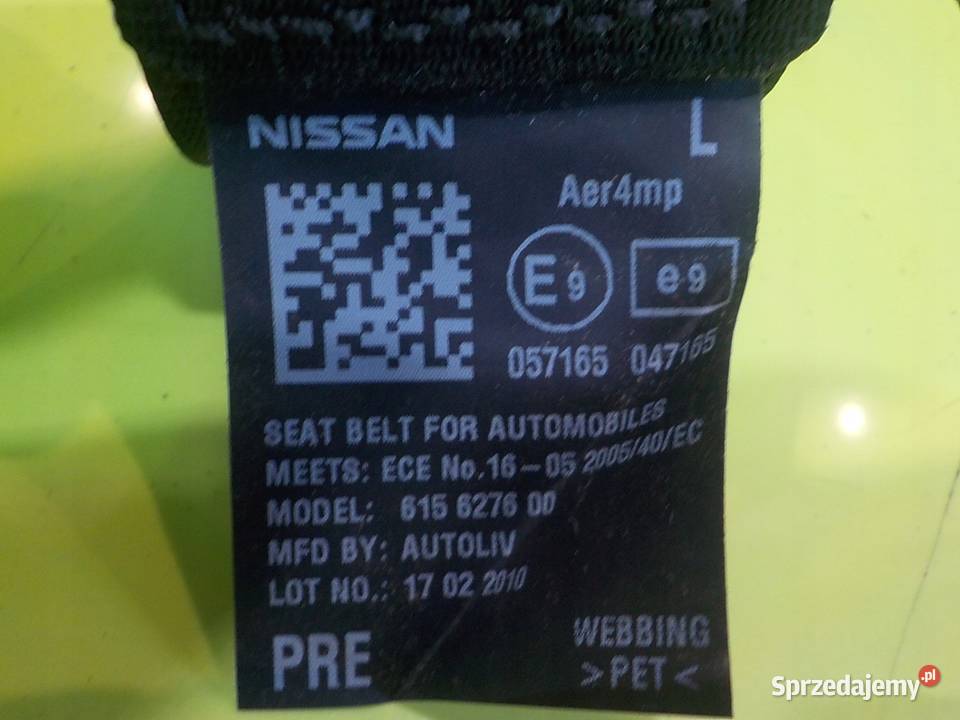 NISSAN L
Aer4mp
E9 e9
057165 047165
SEAT BELT FOR AUTOMOBILES
MEETS: ECE No.16-05 2005/40/EC
MODEL: 615 6276 00
MFD BY: AUTOLIV
LOT NO.: 17 02 2010
PRE WEBBING
>PET<
Sprzedajemy.pl